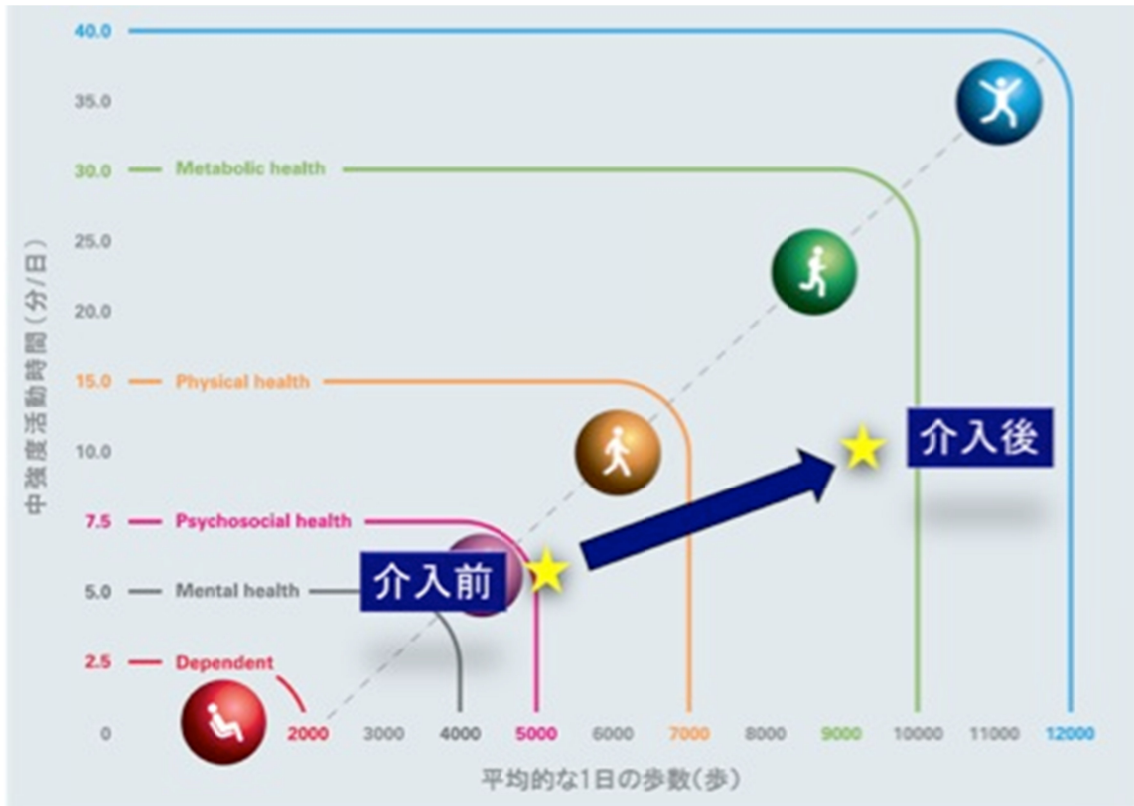 40.0
35.0
30.0 Metabolic health
25.0
20.0
15.0 Physical health
10.0
介入後
7.5 Psychosocial health
介入前
5.0 Mental health
2.5 Dependent
0 2000 3000 4000 5000 6000 7000 8000 9000 10000 11000 12000
中強度活動時間(分/日)
平均的な1日の歩数(歩)